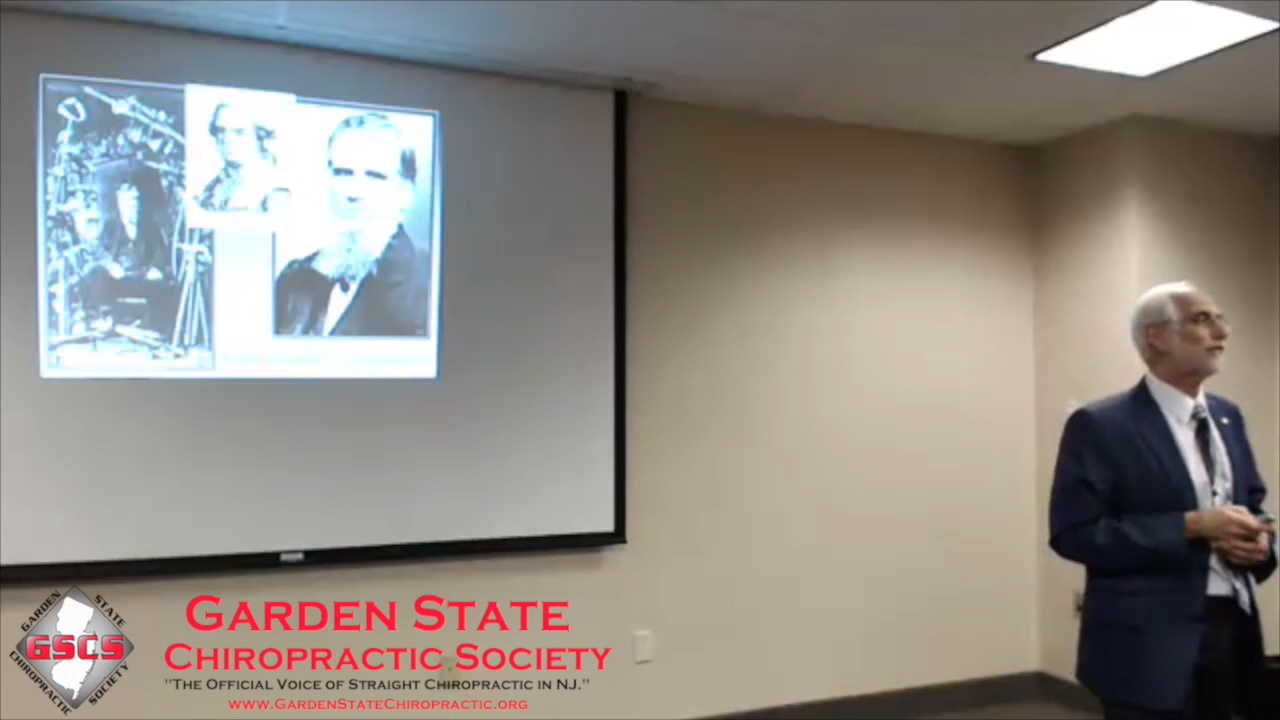 GARDEN STATE
CHIROPRACTIC SOCIETY
"THE OFFICIAL VOICE OF STRAIGHT CHIROPRACTIC IN NJ."
WWW.GARDENSTATECHIROPRACTIC.ORG
GARDEN STATE
GSCS
CHIROPRACTIC SOCIETY